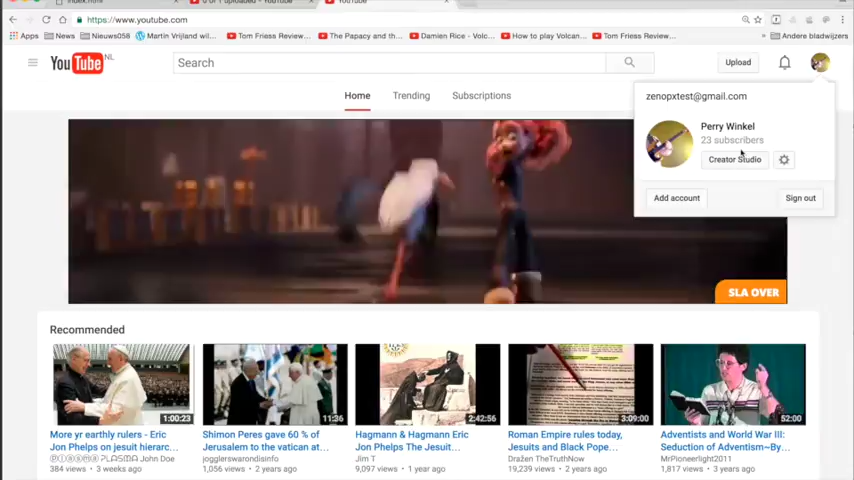 index.html
0 of 1 uploaded - YouTube
YouTube
https://www.youtube.com
Apps
News
Nieuws058
Martin Vrijland wil...
Tom Friess Review...
The Papacy and th...
Damien Rice - Volc...
How to play Volcan...
Tom Friess Review...
Andere bladwijzers
YouTube NL
Search
Upload
Home
Trending
Subscriptions
zenopxtest@gmail.com
Perry Winkel
23 subscribers
Creator Studio
Add account
Sign out
SLA OVER
Recommended
1:00:23
11:36
2:42:56
3:09:00
52:00
More yr earthly rulers - Eric
Jon Phelps on jesuit hierarc...
John Doe
384 views • 3 weeks ago
Shimon Peres gave 60 % of
Jerusalem to the vatican at...
jogglerswarondisinfo
1,056 views • 2 years ago
Hagmann & Hagmann Eric
Jon Phelps The Jesuit...
Jim T
9,097 views • 1 year ago
Roman Empire rules today,
Jesuits and Black Pope...
Dražen TheTruthNow
19,239 views • 2 years ago
Adventists and World War III:
Seduction of Adventism~By...
MrPioneerlight2011
1,817 views • 3 years ago